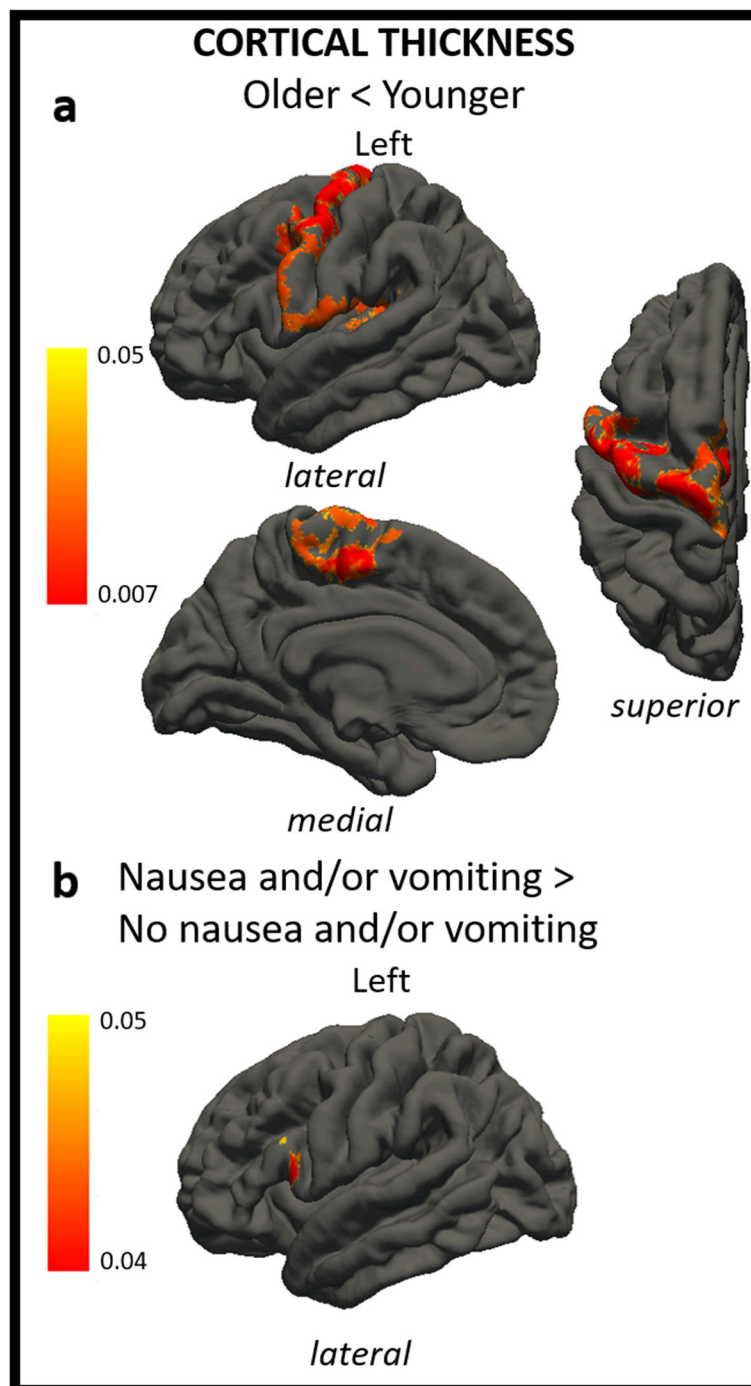 CORTICAL THICKNESS
a
Older < Younger
Left
0.05
0.007
lateral
superior
medial
b
Nausea and/or vomiting >
No nausea and/or vomiting
Left
0.05
0.04
lateral